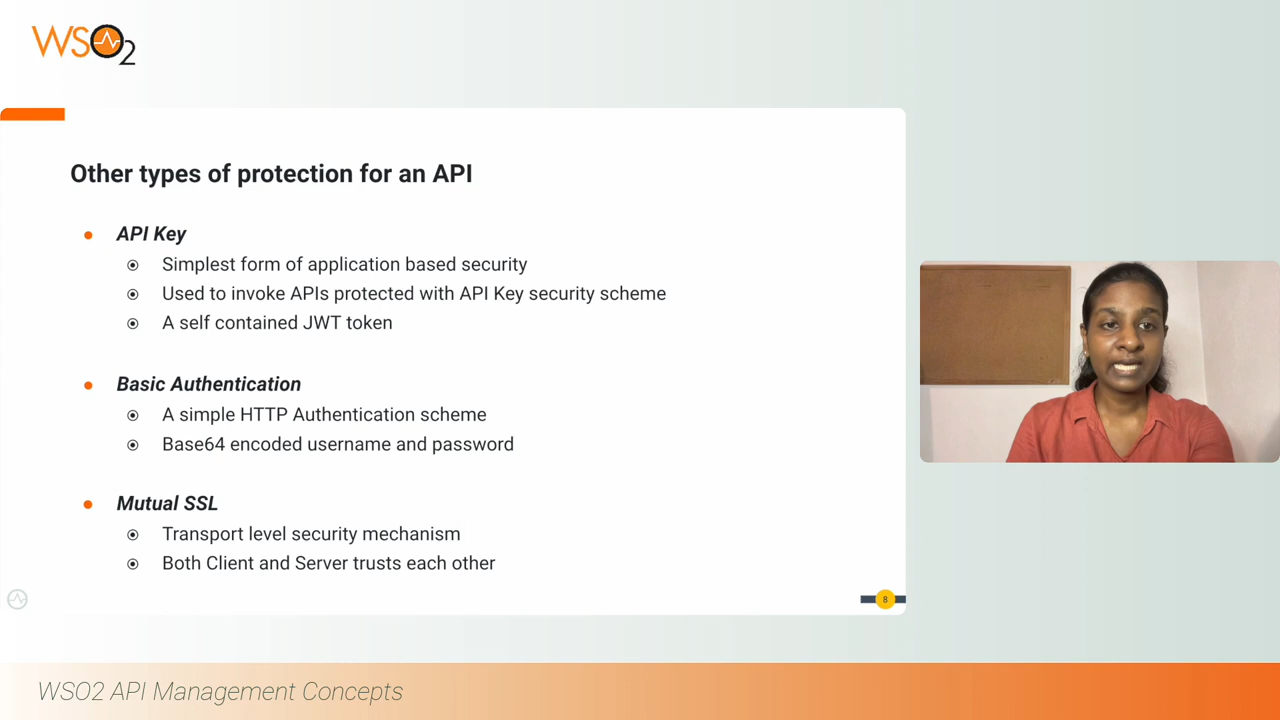 WSO2
Other types of protection for an API
API Key
Simplest form of application based security
Used to invoke APIs protected with API Key security scheme
A self contained JWT token
Basic Authentication
A simple HTTP Authentication scheme
Base64 encoded username and password
Mutual SSL
Transport level security mechanism
Both Client and Server trusts each other
8
WSO2 API Management Concepts